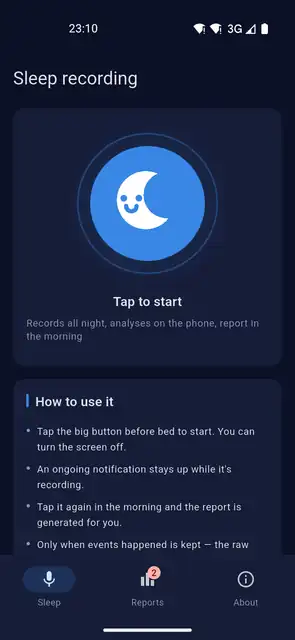 23:10
3G
Sleep recording
Tap to start
Records all night, analyses on the phone, report in
the morning
How to use it
• Tap the big button before bed to start. You can
turn the screen off.
• An ongoing notification stays up while it's
recording.
• Tap it again in the morning and the report is
generated for you.
• Only when events happened is kept — the raw
2
Sleep
Reports
About